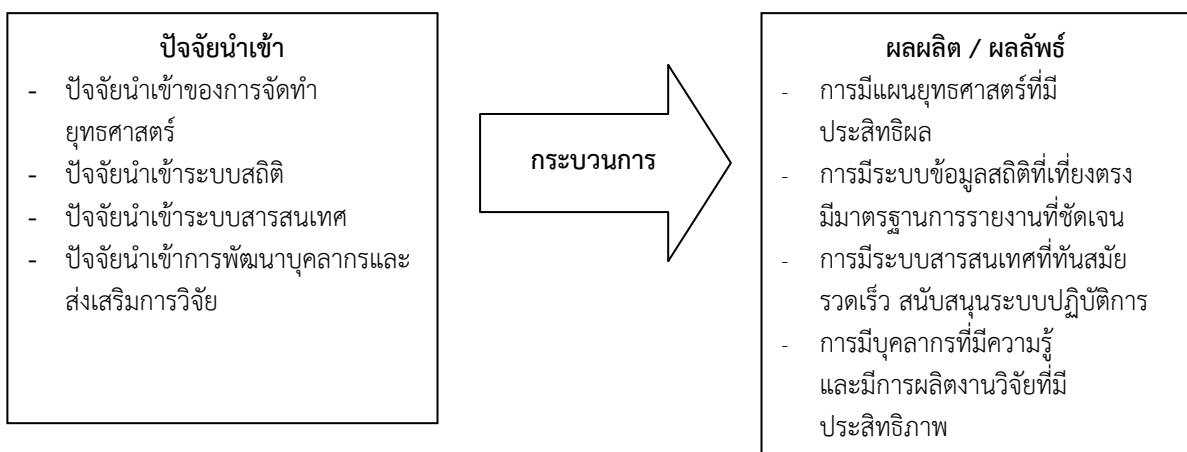 ปัจจัยนำเข้า
- ปัจจัยนำเข้าของการจัดทำ
ยุทธศาสตร์
- ปัจจัยนำเข้าระบบสถิติ
- ปัจจัยนำเข้าระบบสารสนเทศ
- ปัจจัยนำเข้าการพัฒนาบุคลากรและ
ส่งเสริมการวิจัย
กระบวนการ
ผลผลิต / ผลลัพธ์
- การมีแผนยุทธศาสตร์ที่มี
ประสิทธิผล
- การมีระบบข้อมูลสถิติที่เที่ยงตรง
มีมาตรฐานการรายงานที่ชัดเจน
- การมีระบบสารสนเทศที่ทันสมัย
รวดเร็ว สนับสนุนระบบปฏิบัติการ
- การมีบุคลากรที่มีความรู้
และมีการผลิตงานวิจัยที่มี
ประสิทธิภาพ